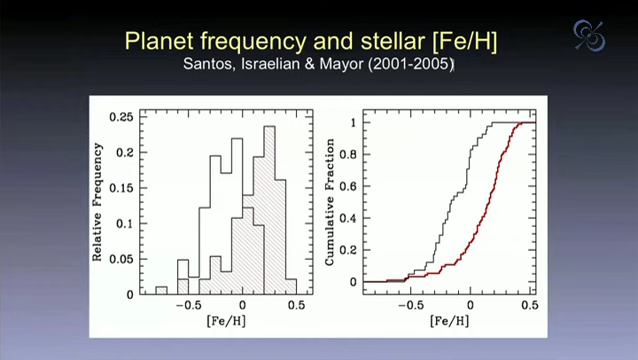 Planet frequency and stellar [Fe/H]
Santos, Israelian & Mayor (2001-2005)
Relative Frequency
0.25
0.2
0.15
0.1
0.05
0
−0.5 0 0.5
[Fe/H]
Cumulative Fraction
1
0.8
0.6
0.4
0.2
0
−0.5 0 0.5
[Fe/H]